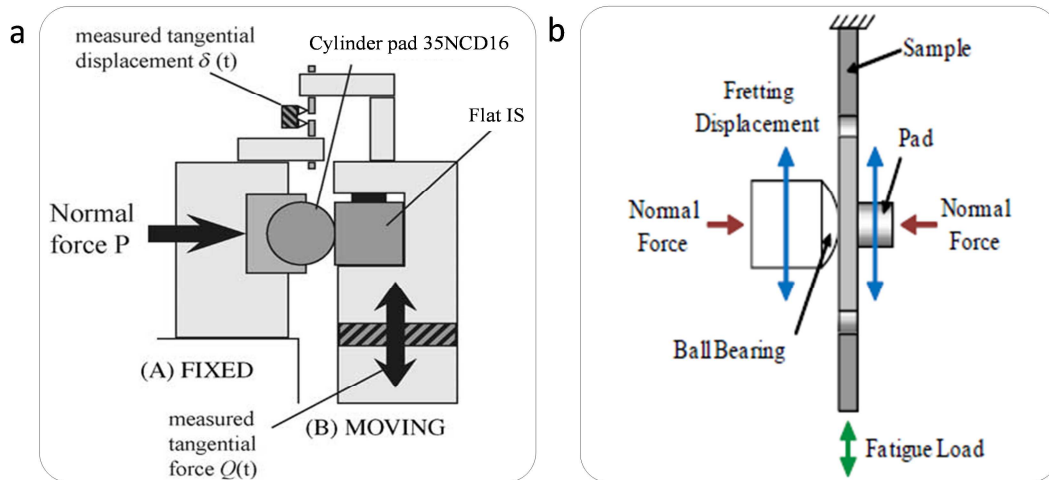 a
measured tangential
displacement δ (t)
Cylinder pad 35NCD16
Flat IS
Normal
force P
(A) FIXED
(B) MOVING
measured
tangential
force Q(t)
b
Sample
Fretting
Displacement
Pad
Normal
Force
Normal
Force
Ball Bearing
Fatigue Load